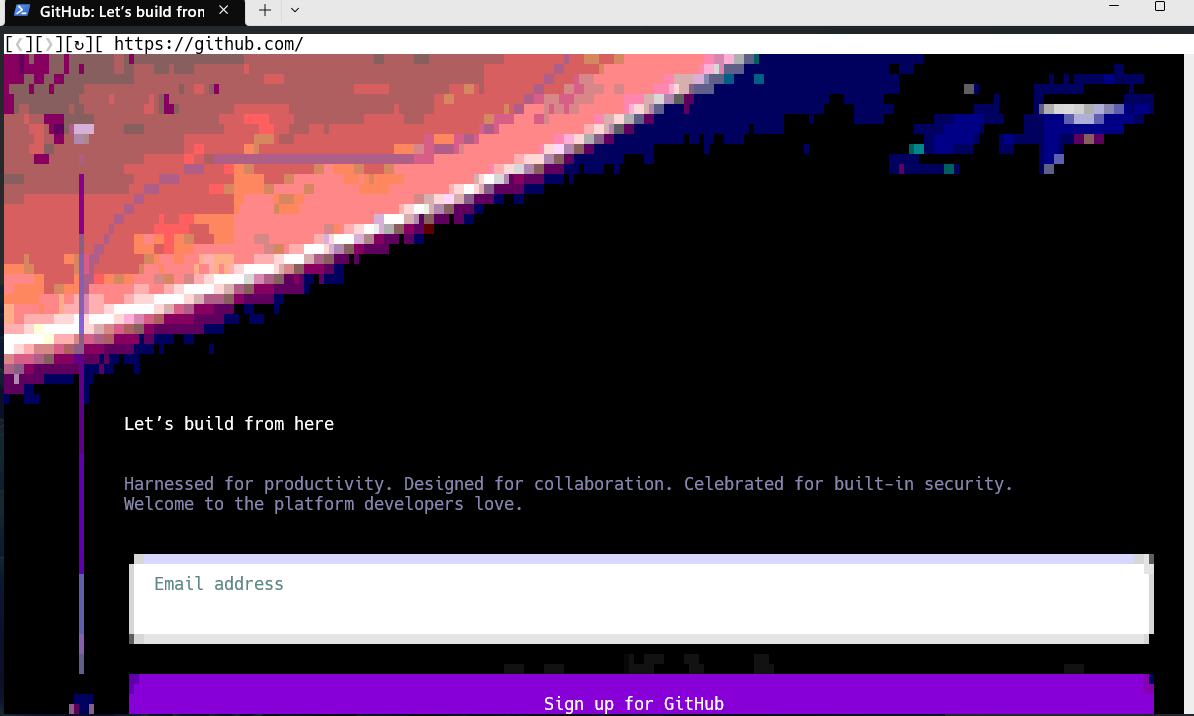 GitHub: Let's build fron
[❮][❯][↻][ https://github.com/
Let’s build from here
Harnessed for productivity. Designed for collaboration. Celebrated for built-in security.
Welcome to the platform developers love.
Email address
Sign up for GitHub